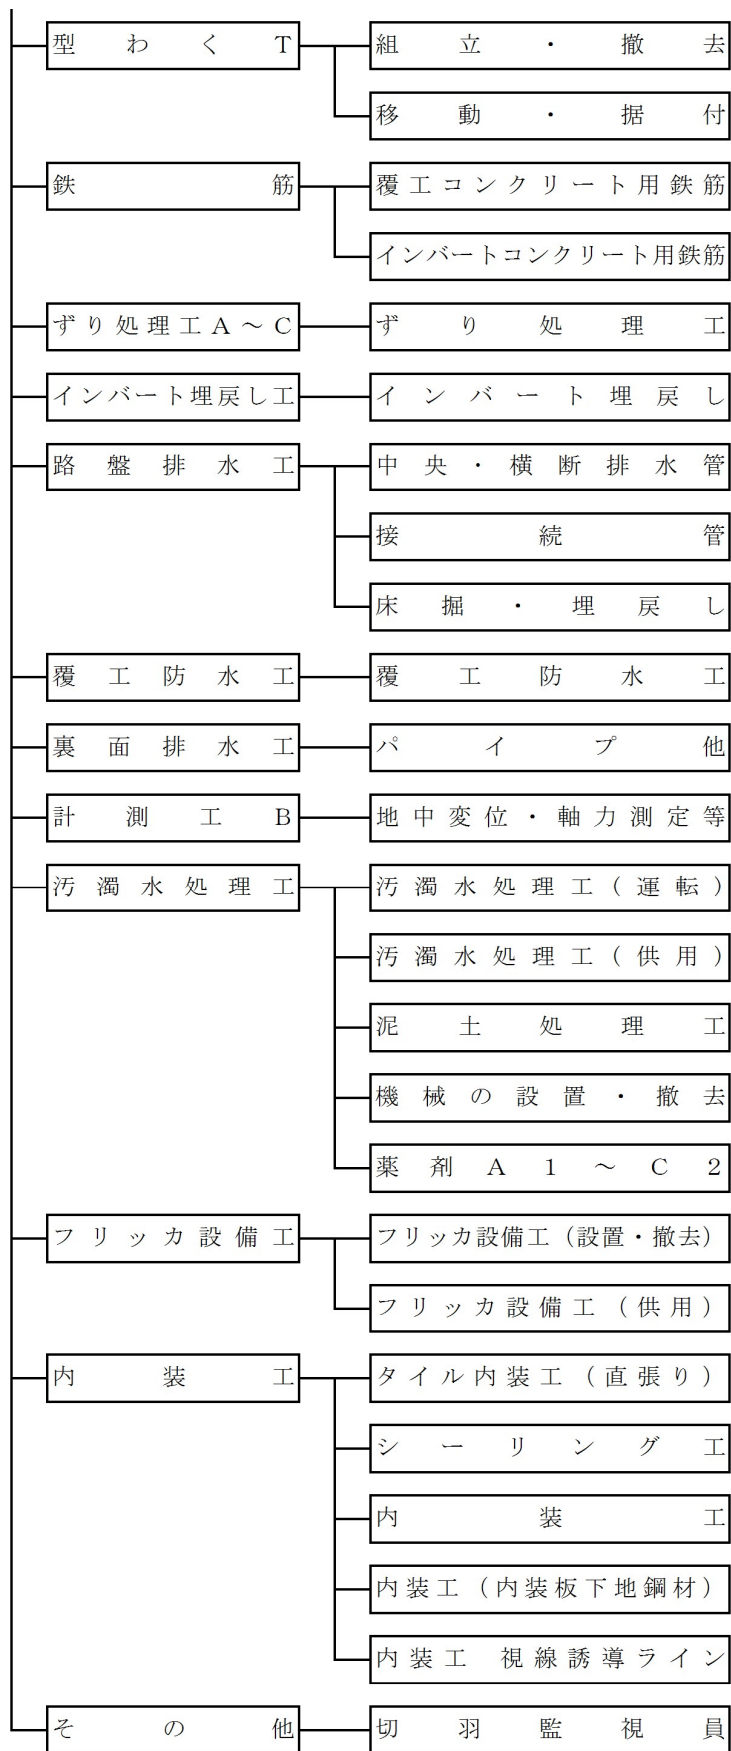 型わくT
組立・撤去
移動・据付
鉄筋
覆工コンクリート用鉄筋
インバートコンクリート用鉄筋
ずり処理工A～C
ずり処理工
インバート埋戻し工
インバート埋戻し
路盤排水工
中央・横断排水管
接続管
床掘・埋戻し
覆工防水工
覆工防水工
裏面排水工
パイプ他
計測工B
地中変位・軸力測定等
汚濁水処理工
汚濁水処理工(運転)
汚濁水処理工(供用)
泥土処理工
機械の設置・撤去
薬剤A1～C2
フリッカ設備工
フリッカ設備工(設置・撤去)
フリッカ設備工(供用)
内装工
タイル内装工(直張り)
シーリング工
内装工
内装工(内装板下地鋼材)
内装工 視線誘導ライン
その他
切羽監視員